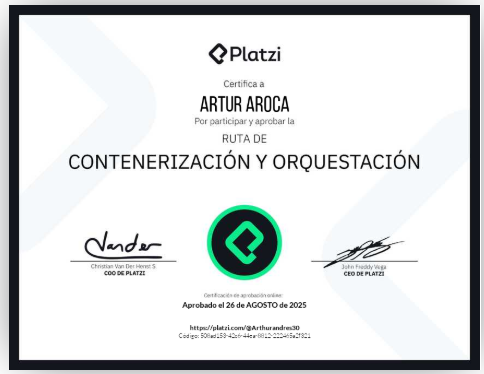 Platzi
Certifica a
ARTUR AROCA
Por participar y aprobar la
RUTA DE
CONTENERIZACIÓN Y ORQUESTACIÓN
Christian Van Der Henst S
COO DE PLATZI
John Freddy Vega
CEO DE PLATZI
Certificación de aprobación online:
Aprobado el 26 de AGOSTO de 2025
https://platzi.com/@Arthurandres30
Código: